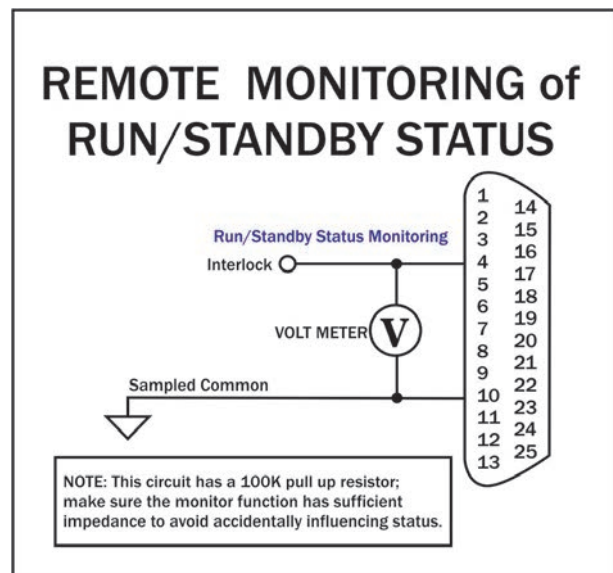 REMOTE MONITORING of
RUN/STANDBY STATUS
Run/Standby Status Monitoring
Interlock
VOLT METER
V
Sampled Common
1
2
3
4
5
6
7
8
9
10
11
12
13
14
15
16
17
18
19
20
21
22
23
24
25
NOTE: This circuit has a 100K pull up resistor;
make sure the monitor function has sufficient
impedance to avoid accidentally influencing status.